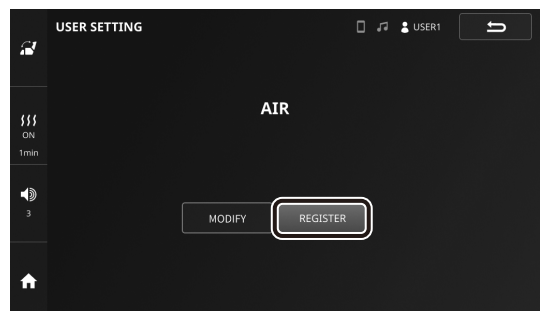 USER SETTING
USER1
ON
1min
3
AIR
MODIFY
REGISTER